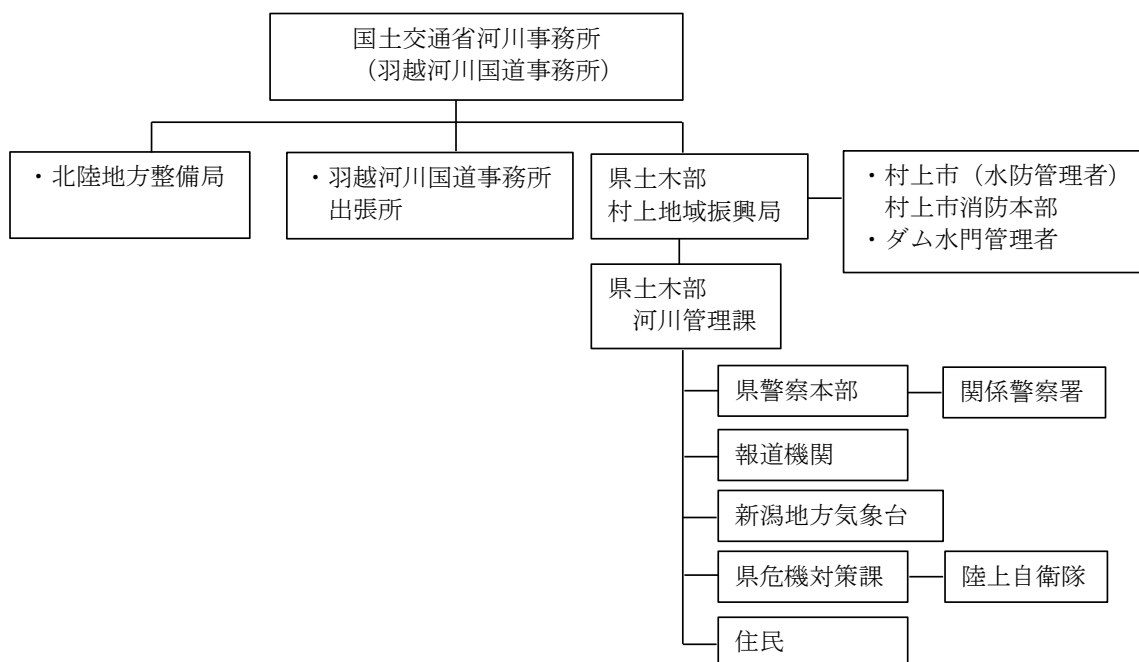 国土交通省河川事務所
（羽越河川国道事務所）
・北陸地方整備局
・羽越河川国道事務所
出張所
県土木部
村上地域振興局
・村上市（水防管理者）
村上市消防本部
・ダム水門管理者
県土木部
河川管理課
県警察本部
関係警察署
報道機関
新潟地方気象台
県危機対策課
陸上自衛隊
住民